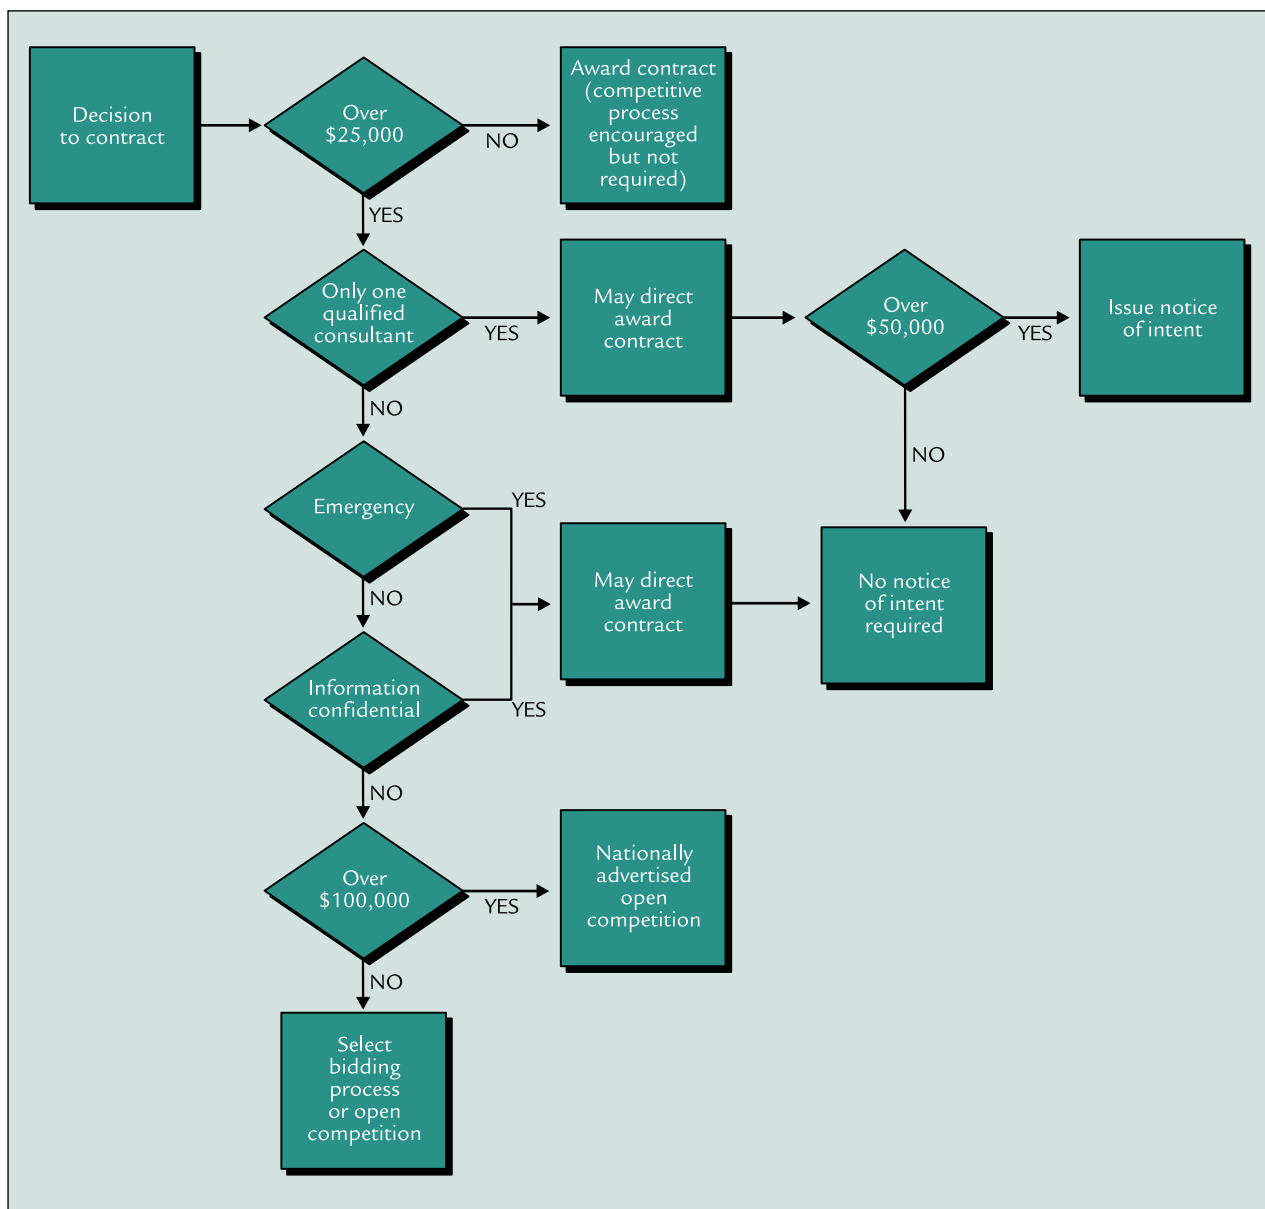 Decision
to contract
Over
$25,000
NO
Award contract
(competitive
process
encouraged
but not
required)
YES
Only one
qualified
consultant
YES
May direct
award
contract
Over
$50,000
YES
Issue notice
of intent
NO
NO
Emergency
YES
May direct
award
contract
No notice
of intent
required
NO
Information
confidential
YES
NO
Over
$100,000
YES
Nationally
advertised
open
competition
NO
Select
bidding
process
or open
competition